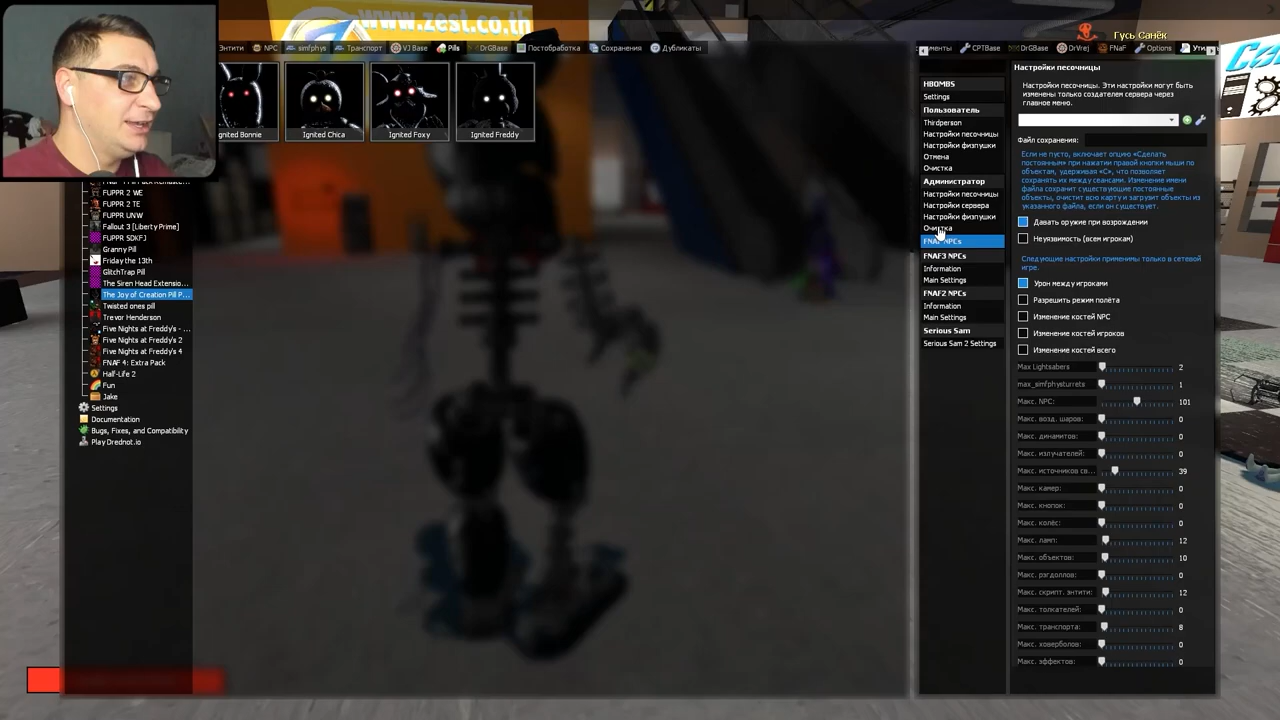 www.zest.co.th
Гусь Санёк
Энтити
NPC
simfphys
Транспорт
VJ Base
Pills
DrGBase
Постобработка
Сохранения
Дубликаты
CPTBase
DrGBase
DrVrej
FNaF
Options
Ignited Chica
Ignited Foxy
Ignited Freddy
FUPPR 2 WE
FUPPR 2 TE
FUPPR UNW
Fallout 3 [Liberty Prime]
FUPPR SDKFJ
Granny Pill
Friday the 13th
GlitchTrap Pill
The Siren Head Extensio...
The Joy of Creation Pill P...
Twisted ones pill
Trevor Henderson
Five Nights at Freddy's - ...
Five Nights at Freddy's 2
Five Nights at Freddy's 4
FNAF 4: Extra Pack
Half-Life 2
Fun
Jake
Settings
Documentation
Bugs, Fixes, and Compatibility
Play Drednot.io
HBOMBS
Settings
Пользователь
Thirdperson
Настройки песочницы
Настройки физпушки
Отмена
Очистка
Администратор
Настройки песочницы
Настройки сервера
Настройки физпушки
Очистка
FNAF NPCs
FNAF3 NPCs
Information
Main Settings
FNAF2 NPCs
Information
Main Settings
Serious Sam
Serious Sam 2 Settings
Настройки песочницы
Настройки песочницы. Эти настройки могут быть
изменены только создателем сервера через
главное меню.
Файл сохранения:
Если не пусто, включает опцию «Сделать
постоянным» при нажатии правой кнопки мыши по
объектам, удерживая «C», что позволяет
сохранять их между сеансами. Изменение имени
файла сохранит существующие постоянные
объекты, очистит всю карту и загрузит объекты из
указанного файла, если он существует.
Давать оружие при возрождении
Неуязвимость (всем игрокам)
Следующие настройки применимы только в сетевой
игре.
Урон между игроками
Разрешить режим полёта
Изменение костей NPC
Изменение костей игроков
Изменение костей всего
Max Lightsabers 2
max_simfphysturrets 1
Макс. NPC: 101
Макс. возд. шаров: 0
Макс. динамитов: 0
Макс. излучателей: 0
Макс. источников св... 39
Макс. камер: 0
Макс. кнопок: 0
Макс. колёс: 0
Макс. ламп: 12
Макс. объектов: 10
Макс. рэгдоллов: 0
Макс. скрипт. энтити: 12
Макс. толкателей: 0
Макс. транспорта: 8
Макс. ховерболов: 0
Макс. эффектов: 0